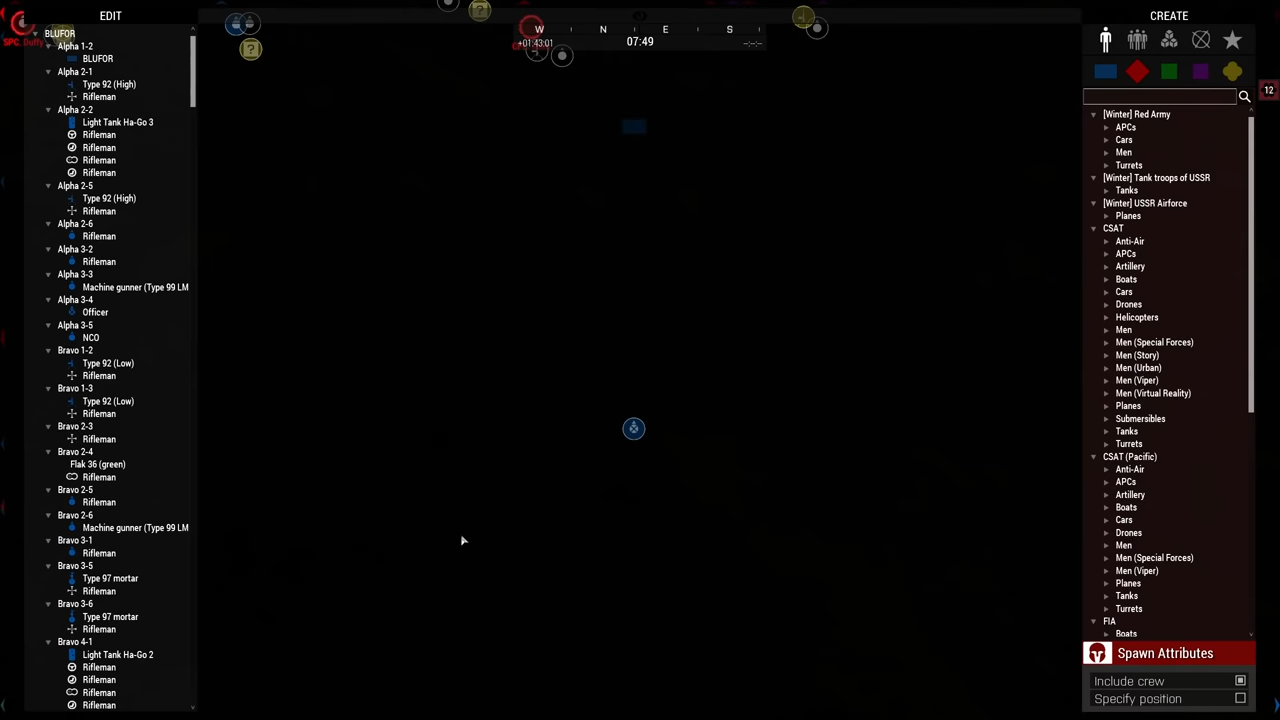 EDIT
BLUFOR
Alpha 1-2
BLUFOR
Alpha 2-1
Type 92 (High)
Rifleman
Alpha 2-2
Light Tank Ha-Go 3
Rifleman
Rifleman
Rifleman
Rifleman
Alpha 2-5
Type 92 (High)
Rifleman
Alpha 2-6
Rifleman
Alpha 3-2
Rifleman
Alpha 3-3
Machine gunner (Type 99 LM
Alpha 3-4
Officer
Alpha 3-5
NCO
Bravo 1-2
Type 92 (Low)
Rifleman
Bravo 1-3
Type 92 (Low)
Rifleman
Bravo 2-3
Rifleman
Bravo 2-4
Flak 36 (green)
Rifleman
Bravo 2-5
Rifleman
Bravo 2-6
Machine gunner (Type 99 LM
Bravo 3-1
Rifleman
Bravo 3-5
Type 97 mortar
Rifleman
Bravo 3-6
Type 97 mortar
Rifleman
Bravo 4-1
Light Tank Ha-Go 2
Rifleman
Rifleman
Rifleman
Rifleman
SPC. Duffy
W N E S
+01:43:01 07:49 --:--:--
CREATE
12
[Winter] Red Army
APCs
Cars
Men
Turrets
[Winter] Tank troops of USSR
Tanks
[Winter] USSR Airforce
Planes
CSAT
Anti-Air
APCs
Artillery
Boats
Cars
Drones
Helicopters
Men
Men (Special Forces)
Men (Story)
Men (Urban)
Men (Viper)
Men (Virtual Reality)
Planes
Submersibles
Tanks
Turrets
CSAT (Pacific)
Anti-Air
APCs
Artillery
Boats
Cars
Drones
Men
Men (Special Forces)
Men (Viper)
Planes
Tanks
Turrets
FIA
Boats
Spawn Attributes
Include crew
Specify position